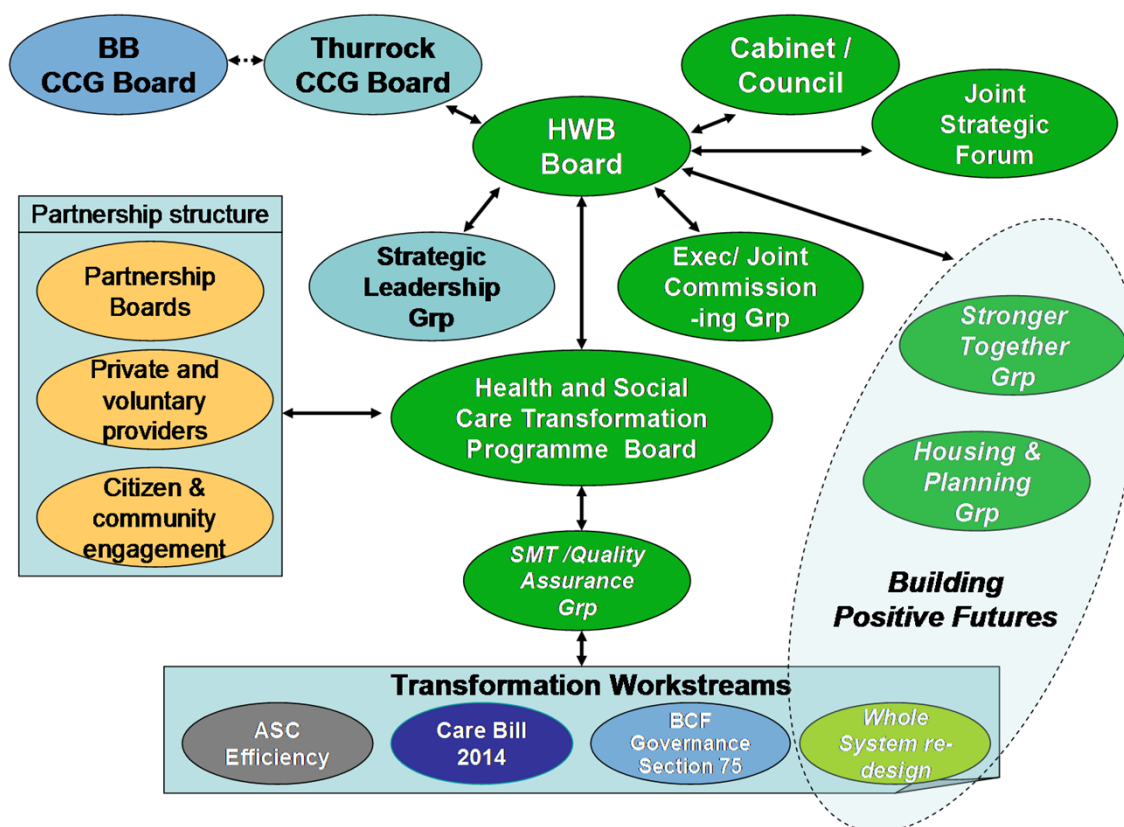 BB
CCG Board
Thurrock
CCG Board
Cabinet /
Council
HWB
Board
Joint
Strategic
Forum
Partnership structure
Partnership
Boards
Private and
voluntary
providers
Citizen &
community
engagement
Strategic
Leadership
Grp
Exec/ Joint
Commission
-ing Grp
Stronger
Together
Grp
Health and Social
Care Transformation
Programme Board
Housing &
Planning
Grp
SMT /Quality
Assurance
Grp
Building
Positive Futures
Transformation Workstreams
ASC
Efficiency
Care Bill
2014
BCF
Governance
Section 75
Whole
System re-
design